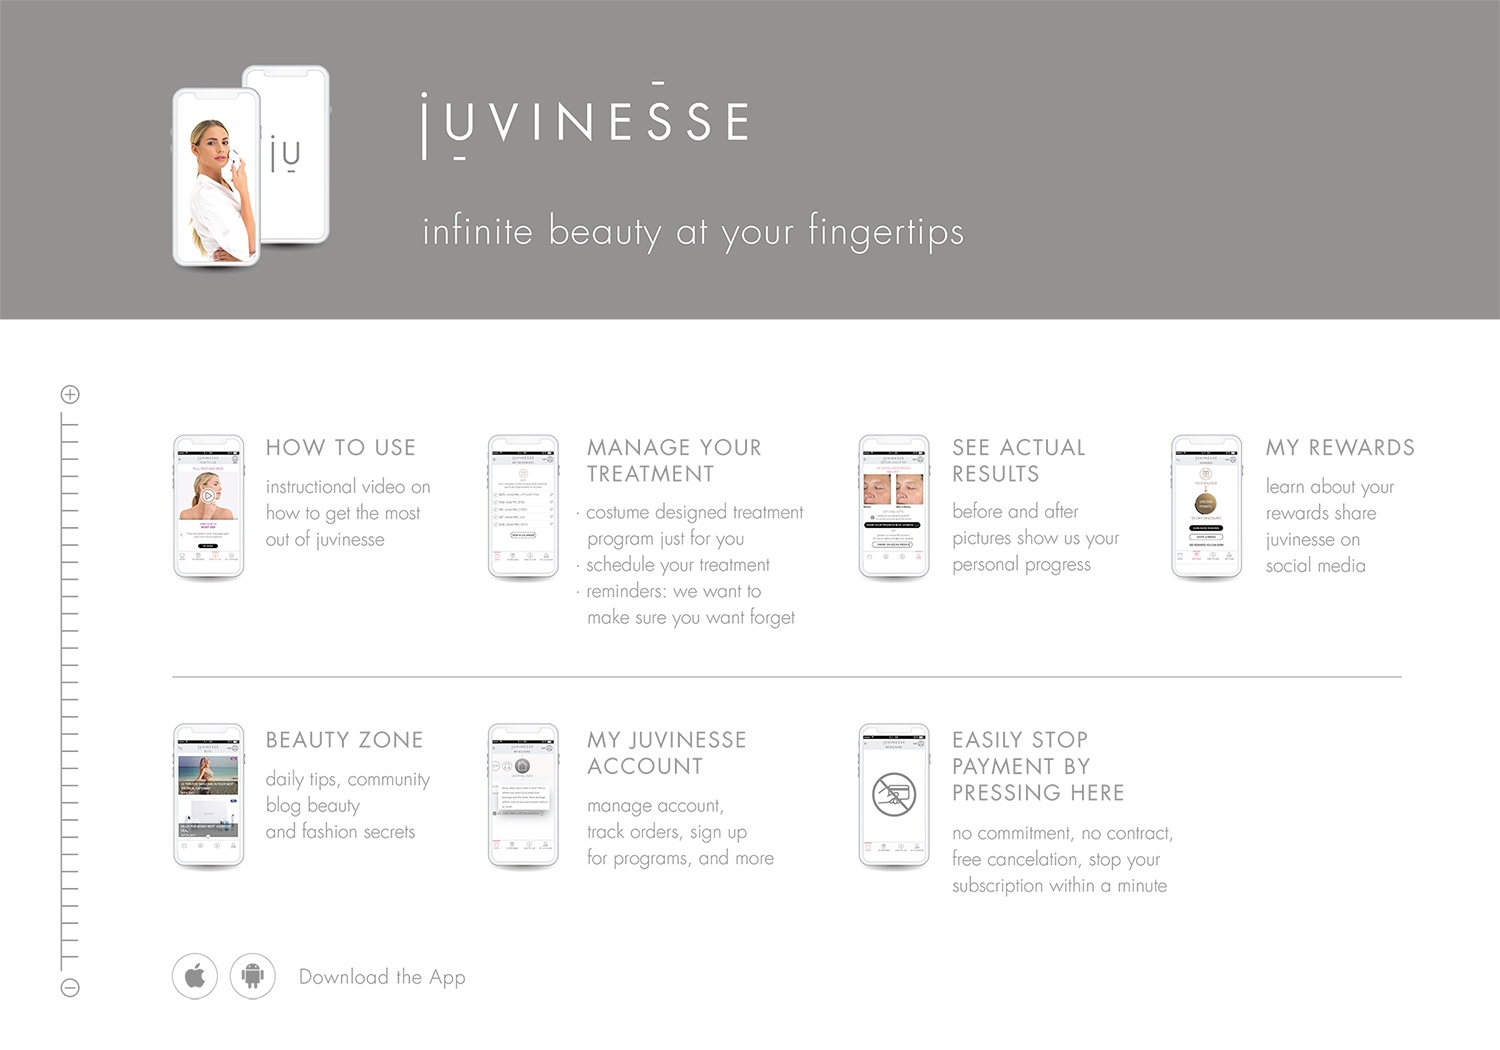 juVINESSE
ju
infinite beauty at your fingertips
HOW TO USE
instructional video on
how to get the most
out of juvinesse
MANAGE YOUR
TREATMENT
· costume designed treatment
program just for you
· schedule your treatment
· reminders: we want to
make sure you want forget
SEE ACTUAL
RESULTS
before and after
pictures show us your
personal progress
MY REWARDS
learn about your
rewards share
juvinesse on
social media
BEAUTY ZONE
daily tips, community
blog beauty
and fashion secrets
MY JUVINESSE
ACCOUNT
manage account,
track orders, sign up
for programs, and more
EASILY STOP
PAYMENT BY
PRESSING HERE
no commitment, no contract,
free cancelation, stop your
subscription within a minute
Download the App